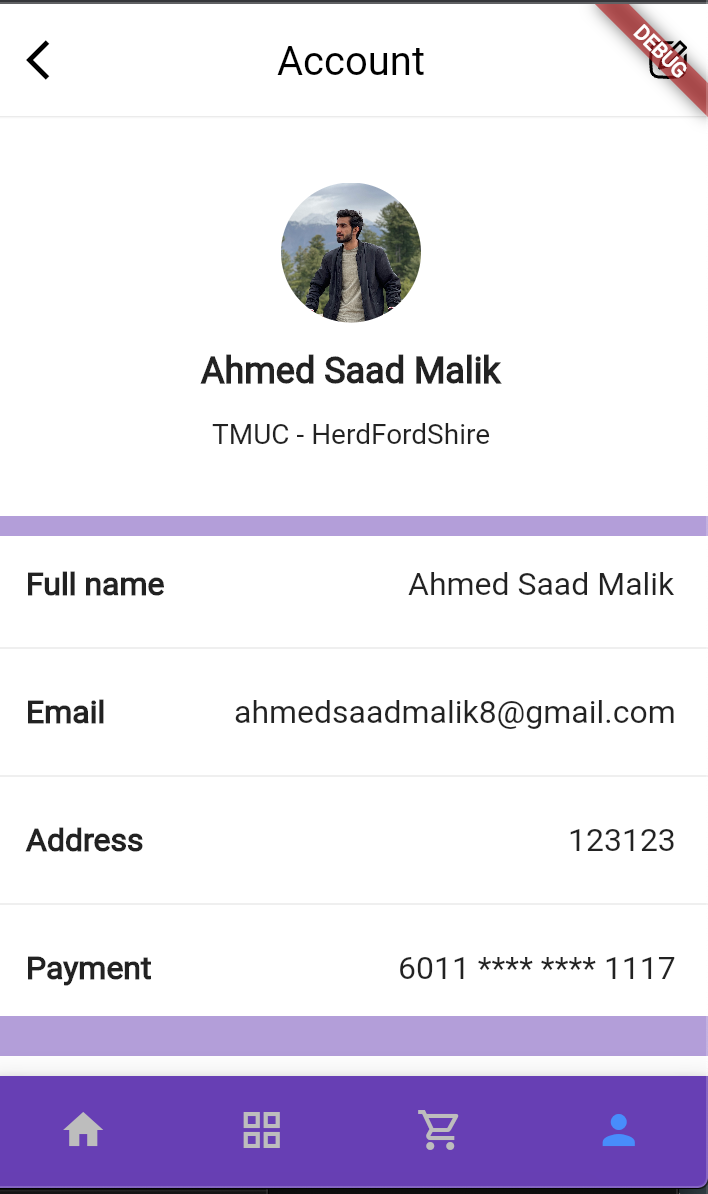 Account
DEBUG
Ahmed Saad Malik
TMUC - HerdFordShire
Full name Ahmed Saad Malik
Email ahmedsaadmalik8@gmail.com
Address 123123
Payment 6011 **** **** 1117